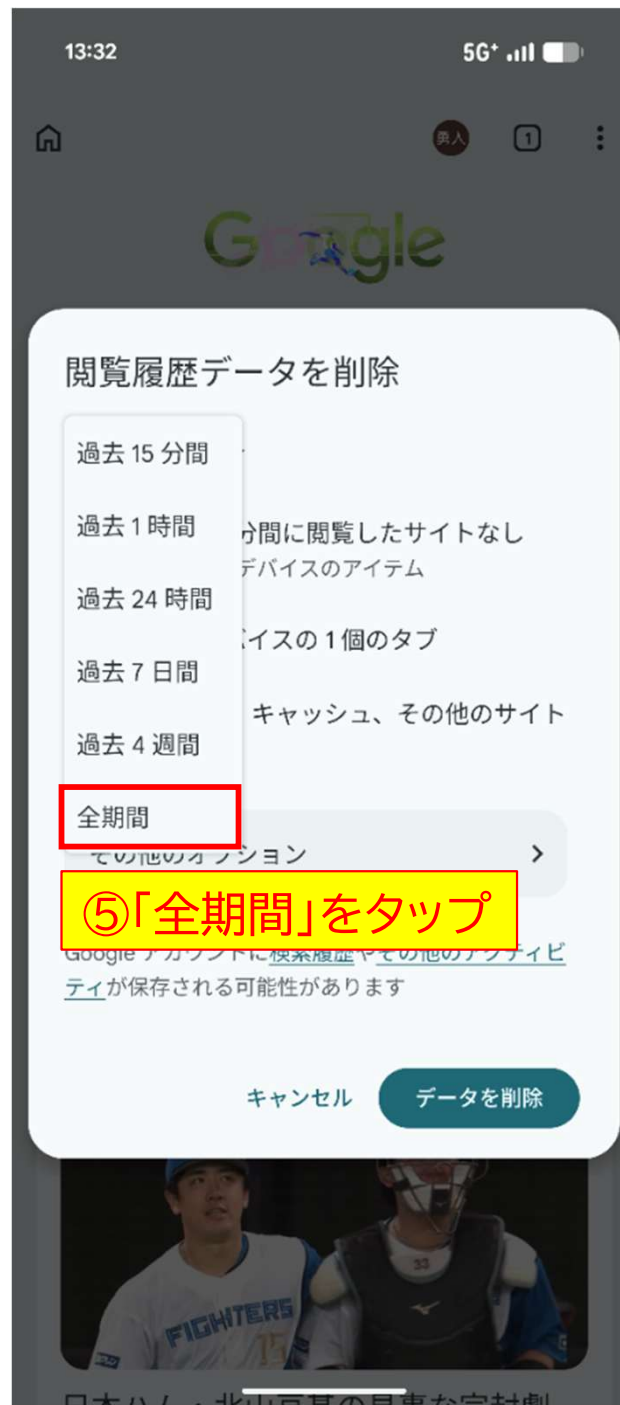 13:32
5G+
勇人
1
Google
閲覧履歴データを削除
過去 15 分間
過去 1 時間
分間に閲覧したサイトなし
デバイスのアイテム
過去 24 時間
バイスの 1 個のタブ
過去 7 日間
キャッシュ、その他のサイト
過去 4 週間
全期間
その他のオプション
⑤「全期間」をタップ
Google アカウントに検索履歴やその他のアクティビ
ティが保存される可能性があります
キャンセル
データを削除
33
FIGHTERS
15
日本ハム・北山亘基の見事な完封劇